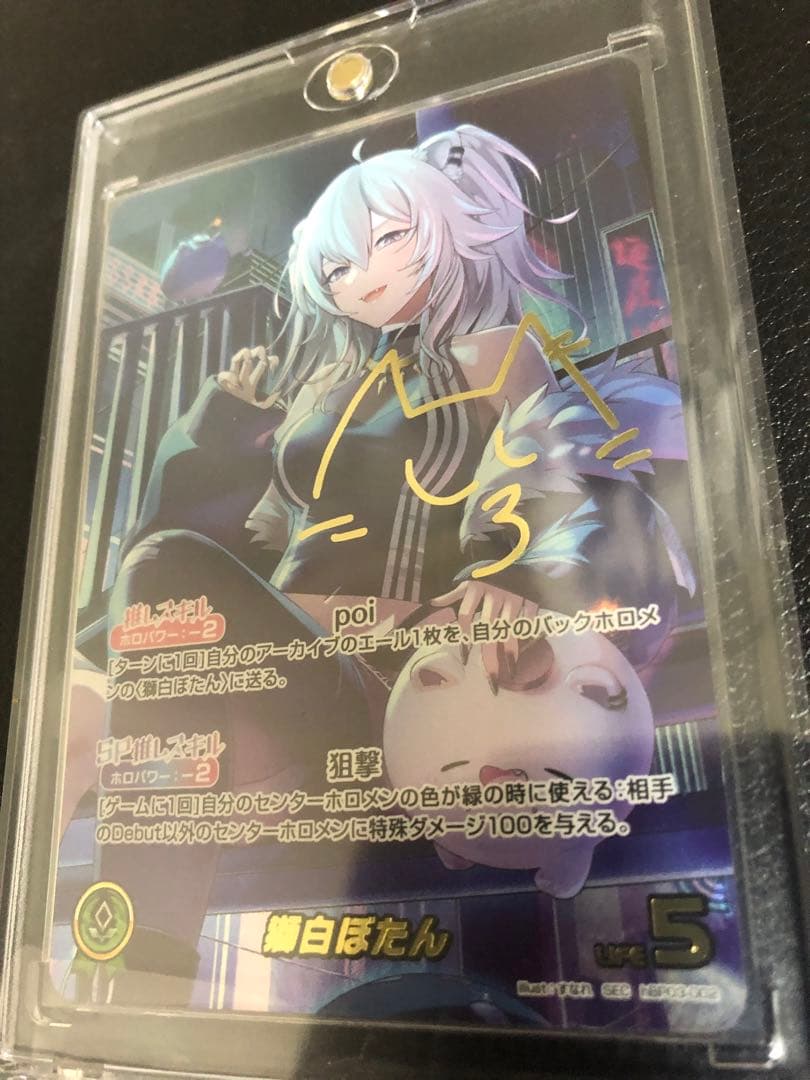 推しスキル
ホロパワー:-2
poi
[ターンに1回]自分のアーカイブのエール1枚を、自分のバックホロメ
ンの〈獅白ぼたん〉に送る。
SP推しスキル
ホロパワー:-2
狙撃
[ゲームに1回]自分のセンターホロメンの色が緑の時に使える:相手
のDebut以外のセンターホロメンに特殊ダメージ100を与える。
獅白ぼたん
LIFE 5
illust:すなれ SEC hBP03-002